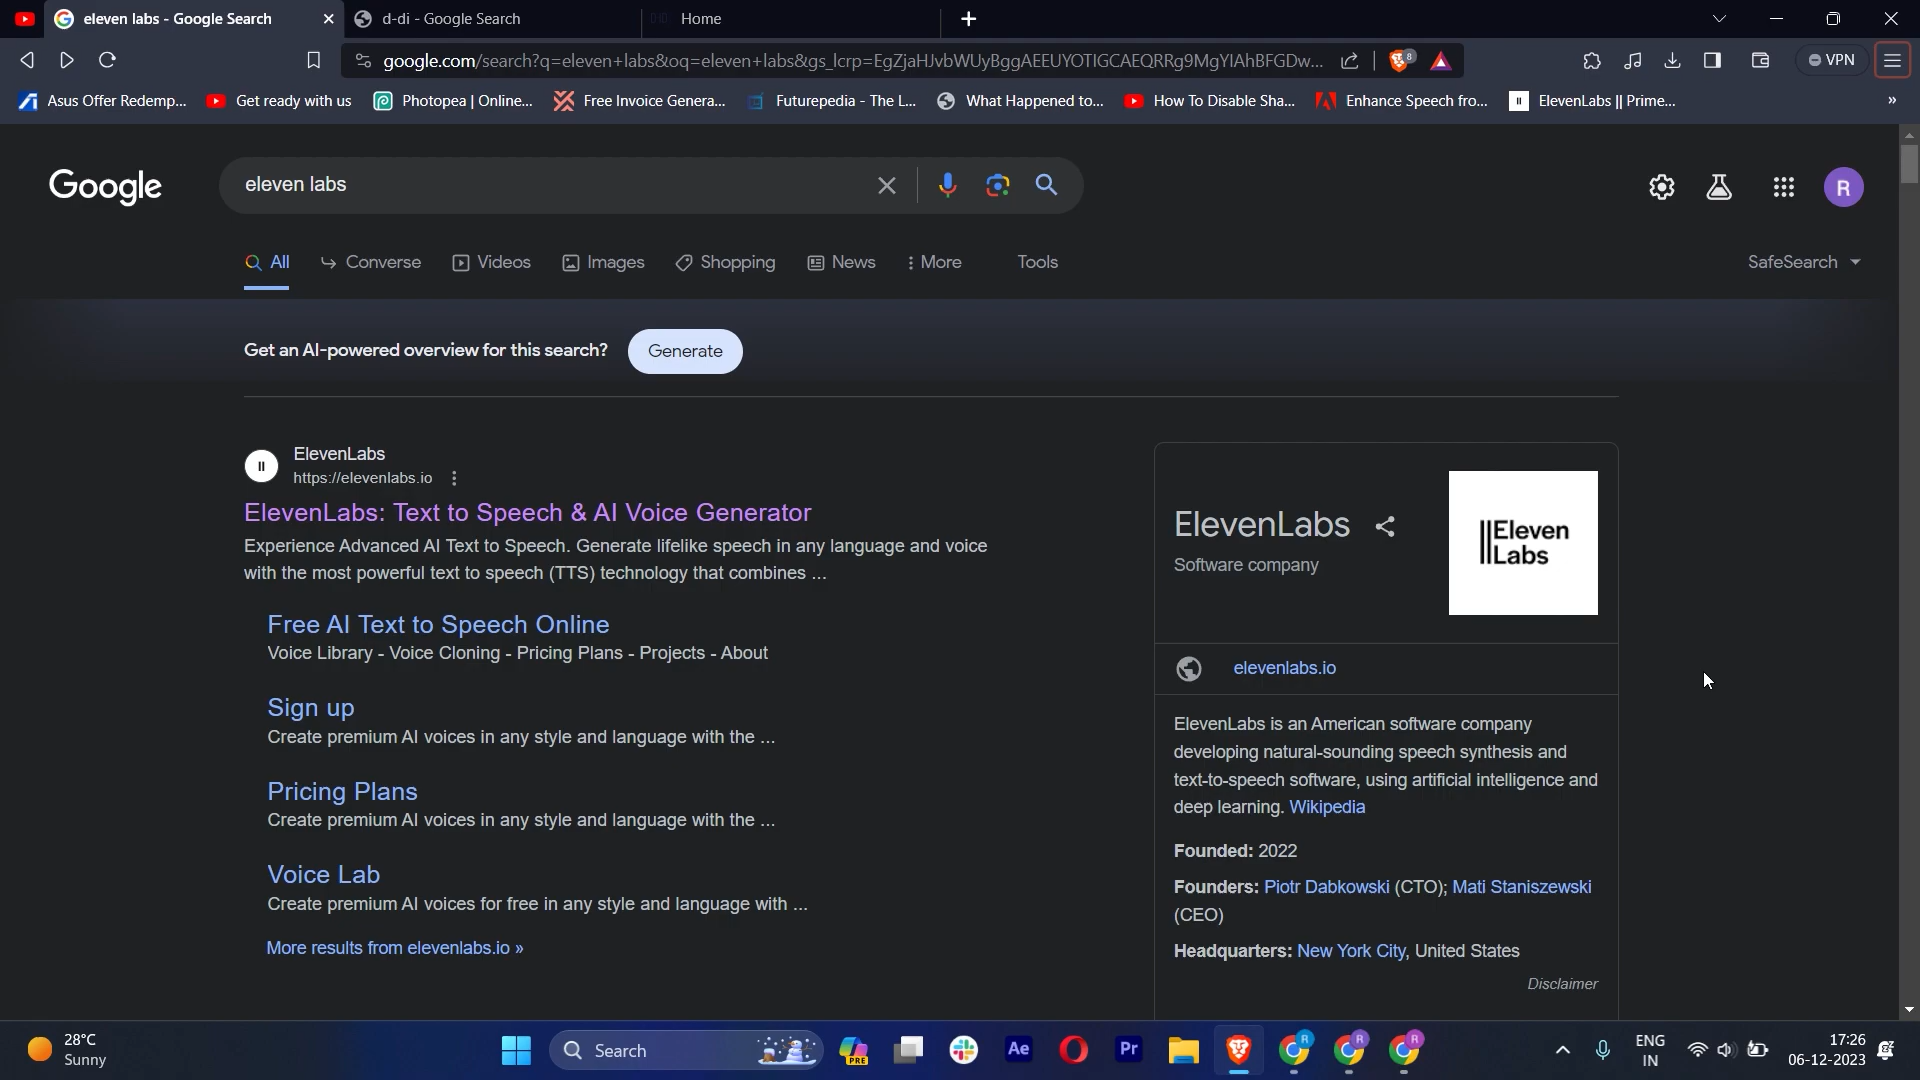 eleven labs - Google Search
d-di - Google Search
Home
google.com/search?q=eleven+labs&oq=eleven+labs&gs_lcrp=EgZjaHJvbWUyBggAEEUYOTIGCAEQRRg9MgYIAhBFGDw...
8
VPN
Asus Offer Redemp...
Get ready with us
Photopea | Online...
Free Invoice Genera...
Futurepedia - The L...
What Happened to...
How To Disable Sha...
Enhance Speech fro...
ElevenLabs || Prime...
»
Google
eleven labs
R
All
Converse
Videos
Images
Shopping
News
More
Tools
SafeSearch
Get an AI-powered overview for this search?
Generate
ElevenLabs
https://elevenlabs.io
ElevenLabs: Text to Speech & AI Voice Generator
Experience Advanced AI Text to Speech. Generate lifelike speech in any language and voice
with the most powerful text to speech (TTS) technology that combines ...
Free AI Text to Speech Online
Voice Library - Voice Cloning - Pricing Plans - Projects - About
Sign up
Create premium AI voices in any style and language with the ...
Pricing Plans
Create premium AI voices in any style and language with the ...
Voice Lab
Create premium AI voices for free in any style and language with ...
More results from elevenlabs.io »
ElevenLabs
Software company
||Eleven
Labs
elevenlabs.io
ElevenLabs is an American software company
developing natural-sounding speech synthesis and
text-to-speech software, using artificial intelligence and
deep learning. Wikipedia
Founded: 2022
Founders: Piotr Dabkowski (CTO); Mati Staniszewski
(CEO)
Headquarters: New York City, United States
Disclaimer
28°C
Sunny
Search
PRE
Ae
Pr
R
R
R
ENG
IN
17:26
06-12-2023